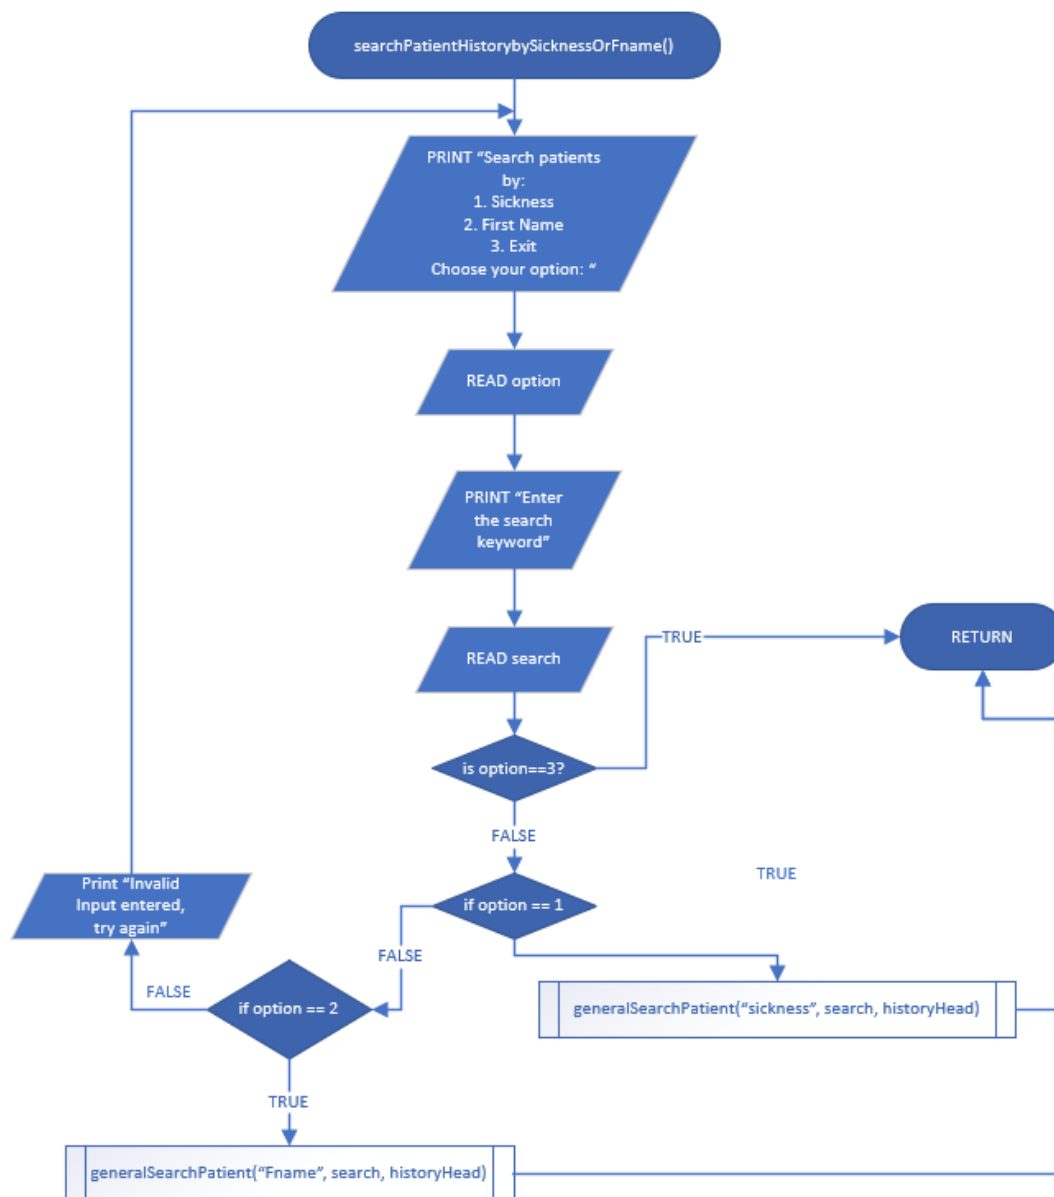 searchPatientHistorybySicknessOrFname()
PRINT “Search patients
by:
1. Sickness
2. First Name
3. Exit
Choose your option: “
READ option
PRINT “Enter
the search
keyword”
READ search
TRUE
RETURN
is option==3?
FALSE
TRUE
Print “Invalid
Input entered,
try again”
if option == 1
FALSE
FALSE
if option == 2
generalSearchPatient(“sickness”, search, historyHead)
TRUE
generalSearchPatient(“Fname”, search, historyHead)